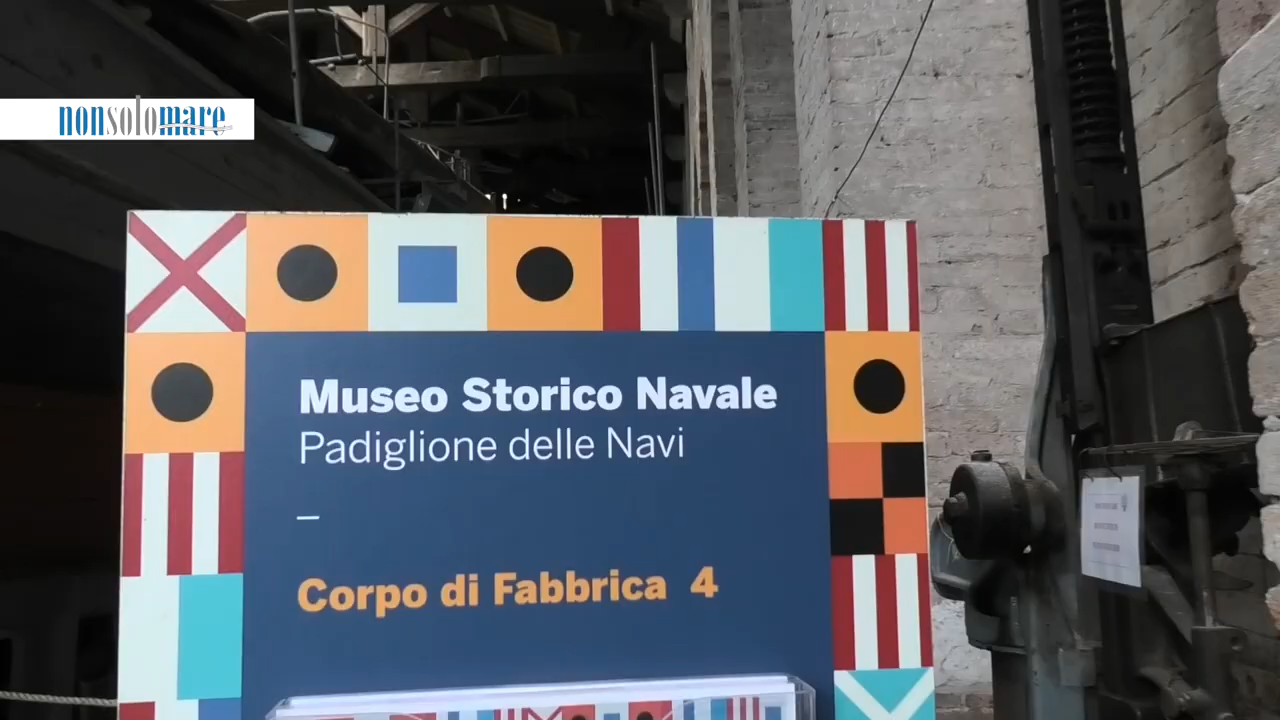 nonsolomare
Museo Storico Navale
Padiglione delle Navi
–
Corpo di Fabbrica 4